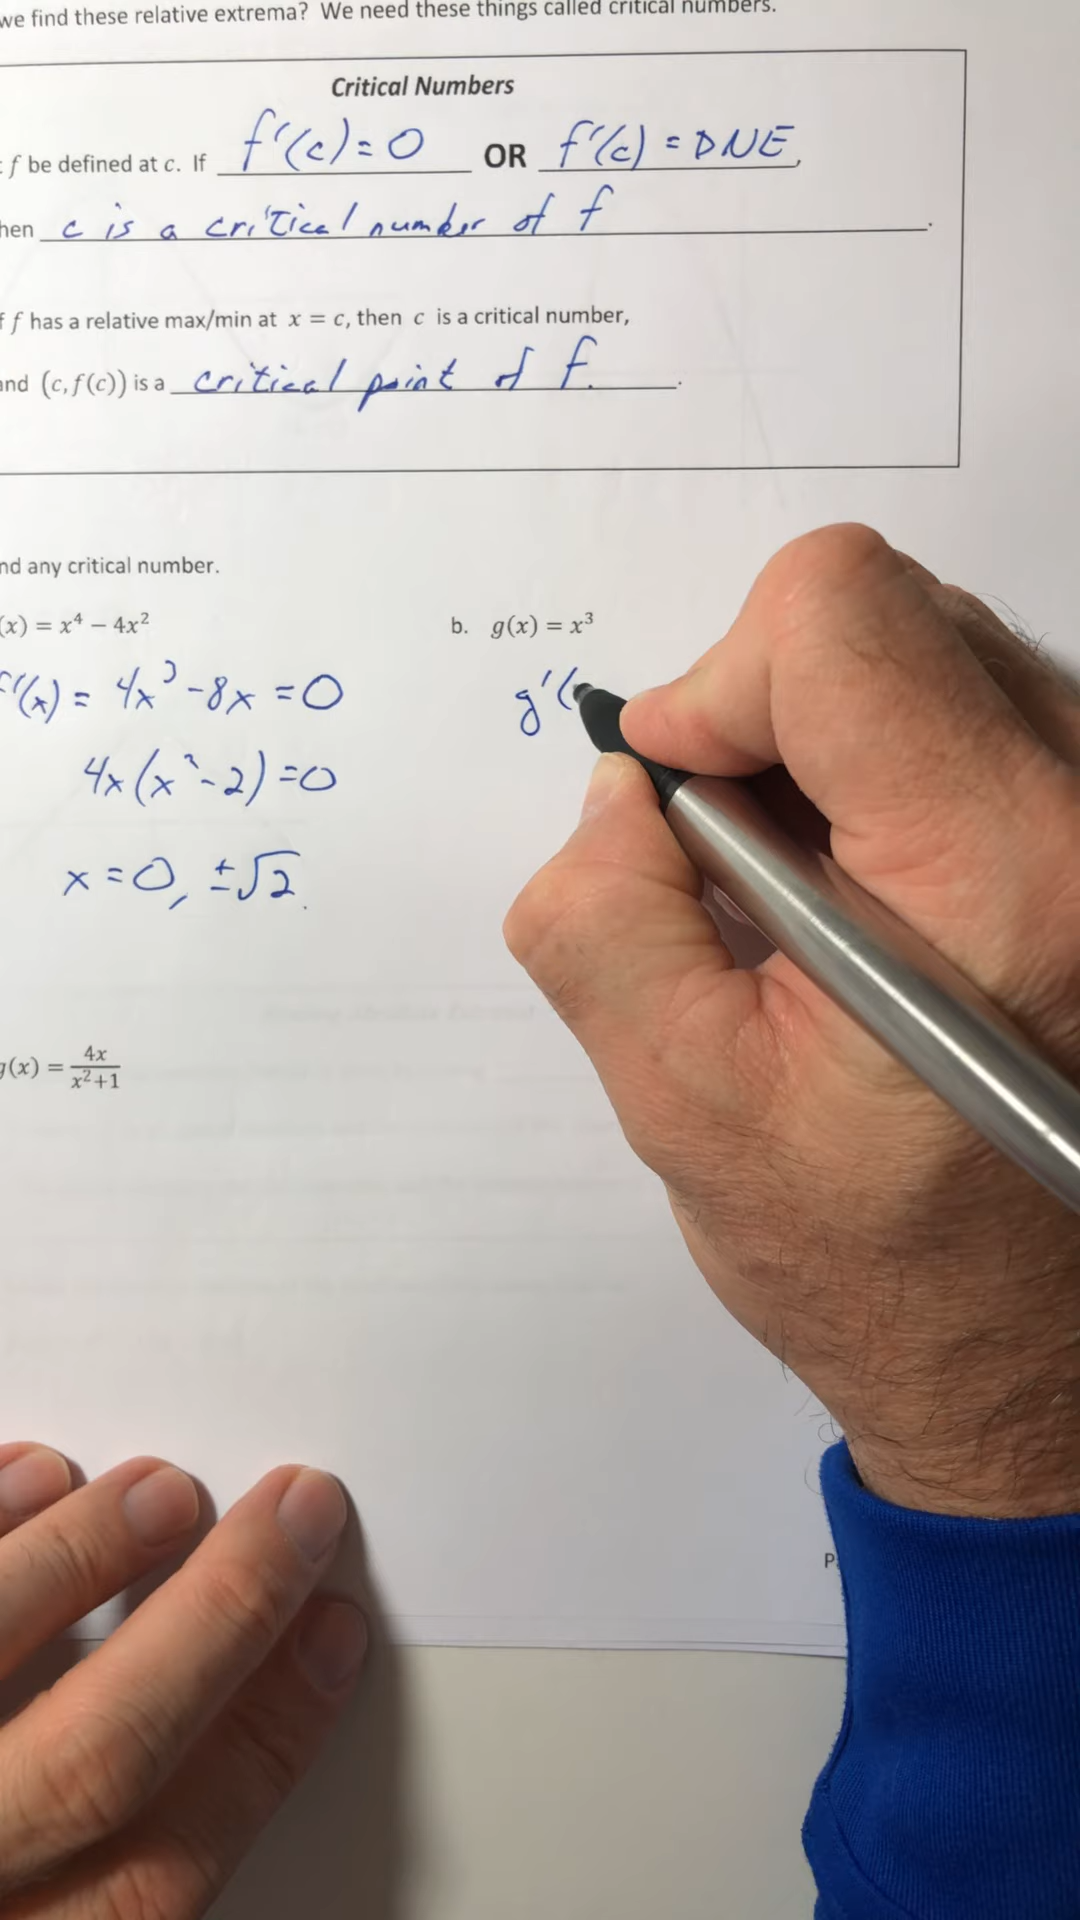 we find these relative extrema? We need these things called critical numbers.
Critical Numbers
f be defined at c. If f'(c)=0 OR f'(c) = DNE,
hen c is a critical number of f.
f f has a relative max/min at x = c, then c is a critical number,
and (c, f(c)) is a critical point of f.
nd any critical number.
(x) = x⁴ – 4x²
b. g(x) = x³
f'(x) = 4x³ -8x =0
g'(
4x(x²-2)=0
x=0, ±√2.
g(x) = 4x/x²+1
P